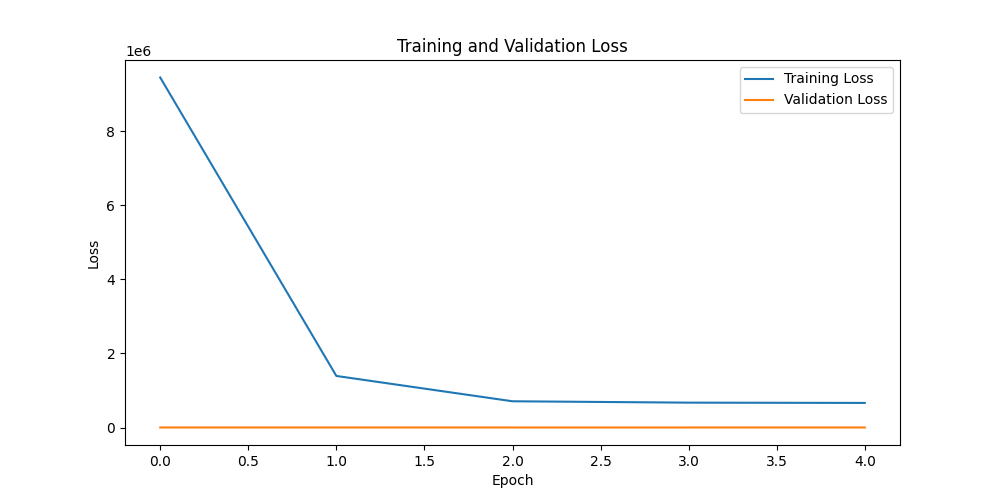 Training and Validation Loss
1e6
Training Loss
Validation Loss
8
6
4
2
0
Loss
0.0 0.5 1.0 1.5 2.0 2.5 3.0 3.5 4.0
Epoch